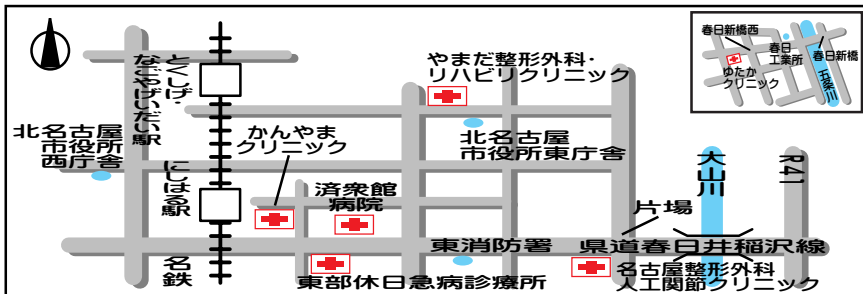 とくしげ・
なごやげいだい駅
やまだ整形外科・
リハビリクリニック
春日新橋西
春日
工業所
春日新橋
ゆたか
クリニック
五条川
北名古屋
市役所
西庁舎
かんやま
クリニック
北名古屋
市役所東庁舎
にしはる駅
済衆館
病院
大山川
R41
片場
名鉄
東消防署
県道春日井稲沢線
東部休日急病診療所
名古屋整形外科
人工関節クリニック